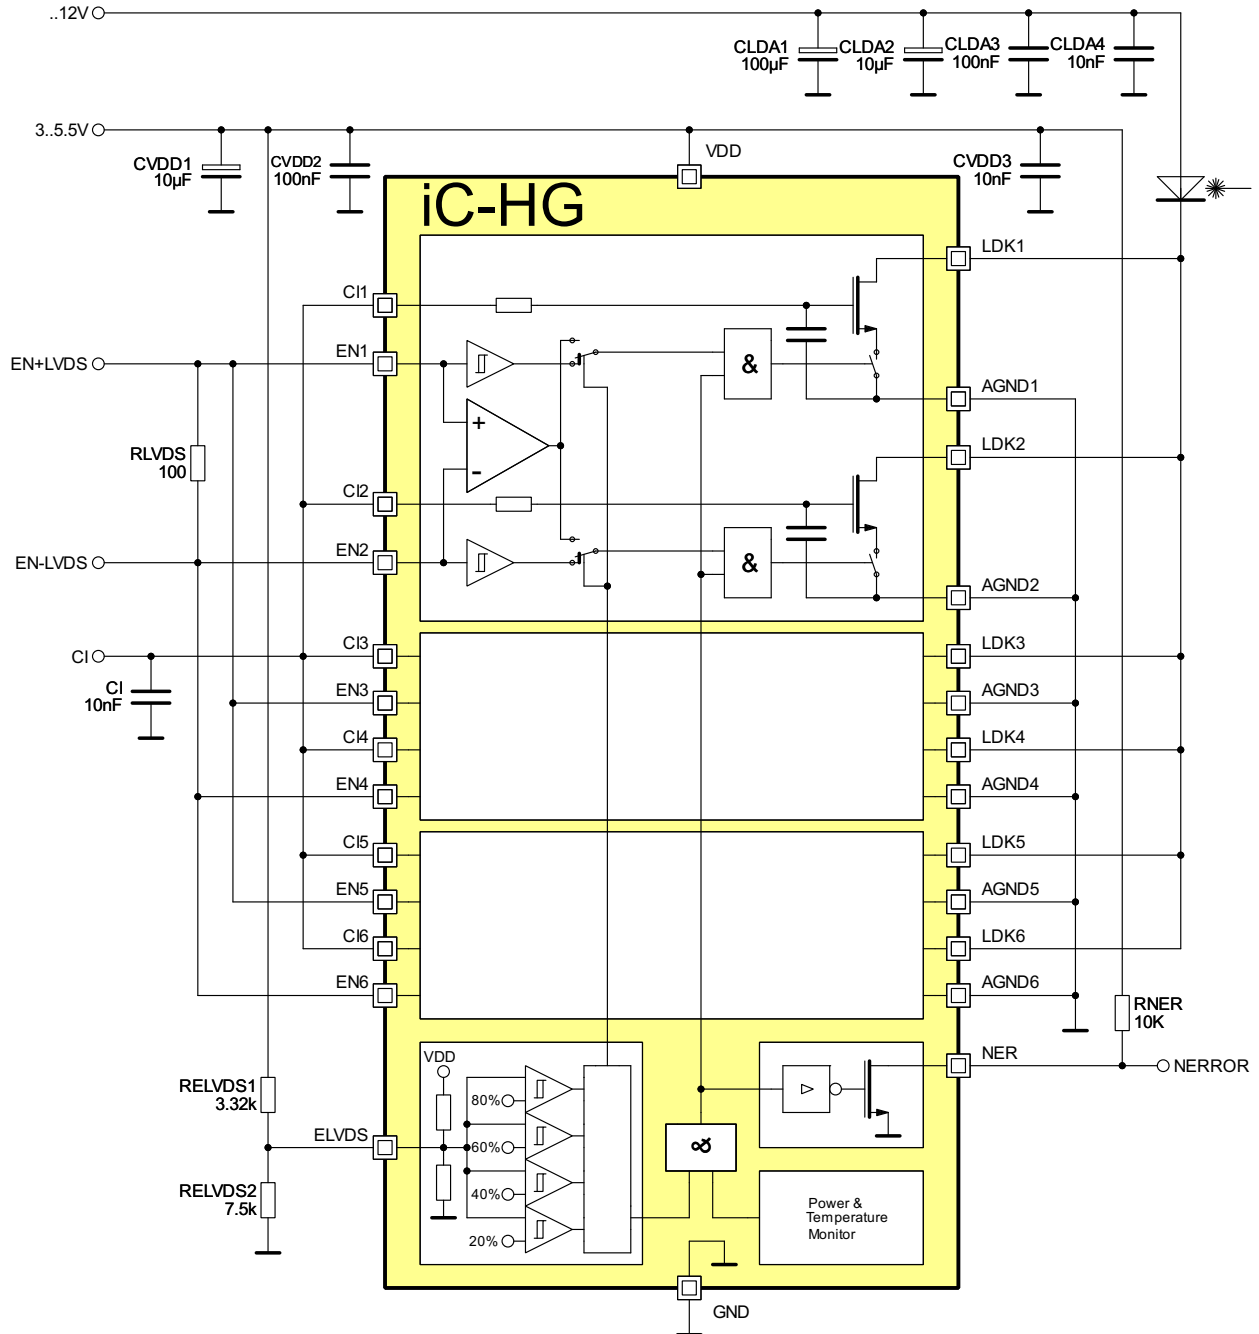 ..12V
CLDA1
100µF
CLDA2
10µF
CLDA3
100nF
CLDA4
10nF
3..5.5V
CVDD1
10µF
CVDD2
100nF
VDD
CVDD3
10nF
iC-HG
LDK1
CI1
EN+LVDS
EN1
&
AGND1
+
-
RLVDS
100
LDK2
CI2
EN-LVDS
EN2
&
AGND2
CI
CI3
LDK3
CI
10nF
EN3
AGND3
CI4
LDK4
EN4
AGND4
CI5
LDK5
EN5
AGND5
CI6
LDK6
EN6
AGND6
RNER
10K
VDD
NER
NERROR
RELVDS1
3.32k
80%
ELVDS
60%
&
RELVDS2
7.5k
40%
20%
Power &
Temperature
Monitor
GND